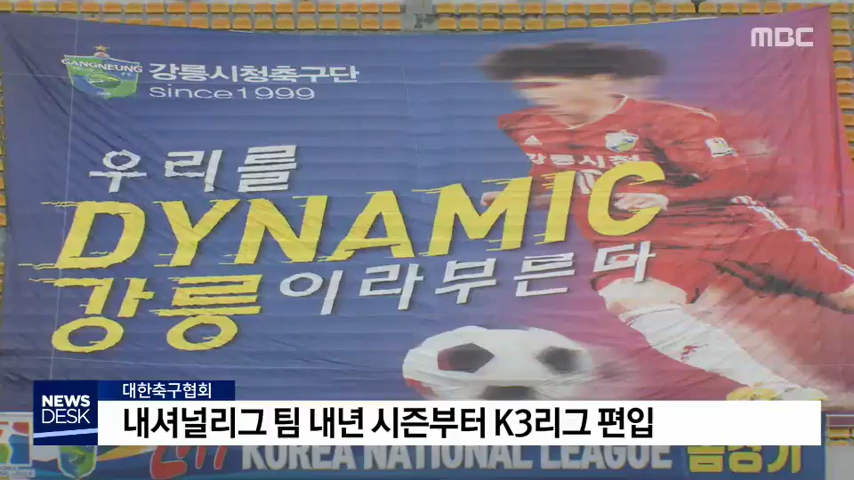 MBC
GANGNEUNG
FC
강릉시청축구단
since1999
강릉시청
우리를
DYNAMIC
강릉이라부른다
NEWS
DESK
대한축구협회
내셔널리그 팀 내년 시즌부터 K3리그 편입
KOREA NATIONAL LEAGUE